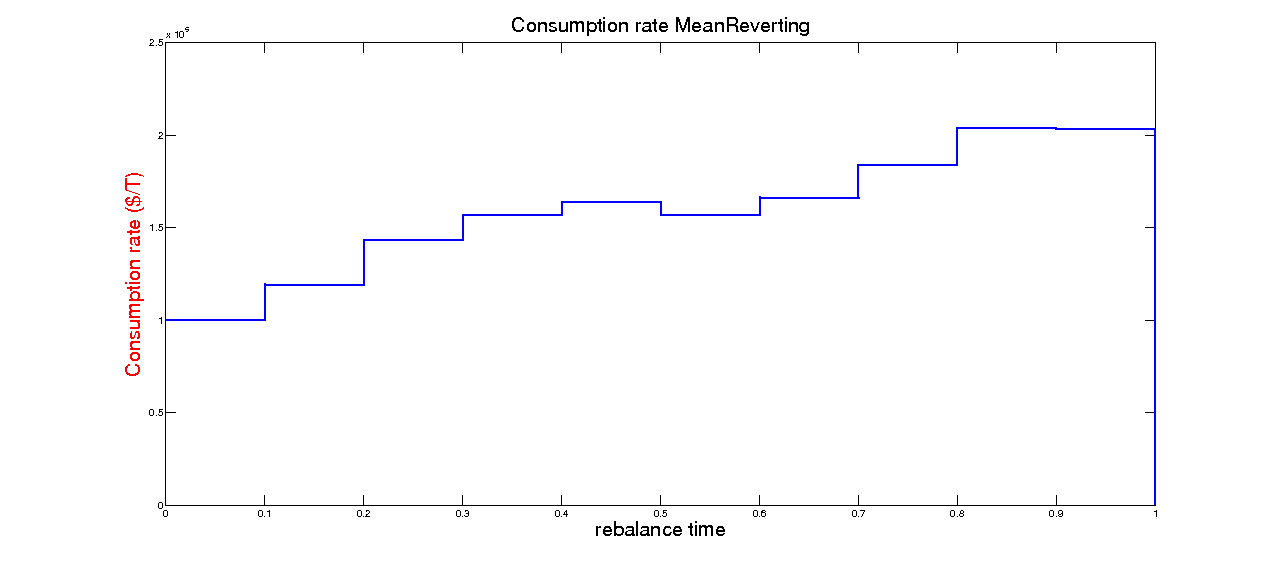 Consumption rate MeanReverting
x 10
2.5
2
1.5
1
0.5
0
Consumption rate ($/T)
0 0.1 0.2 0.3 0.4 0.5 0.6 0.7 0.8 0.9 1
rebalance time